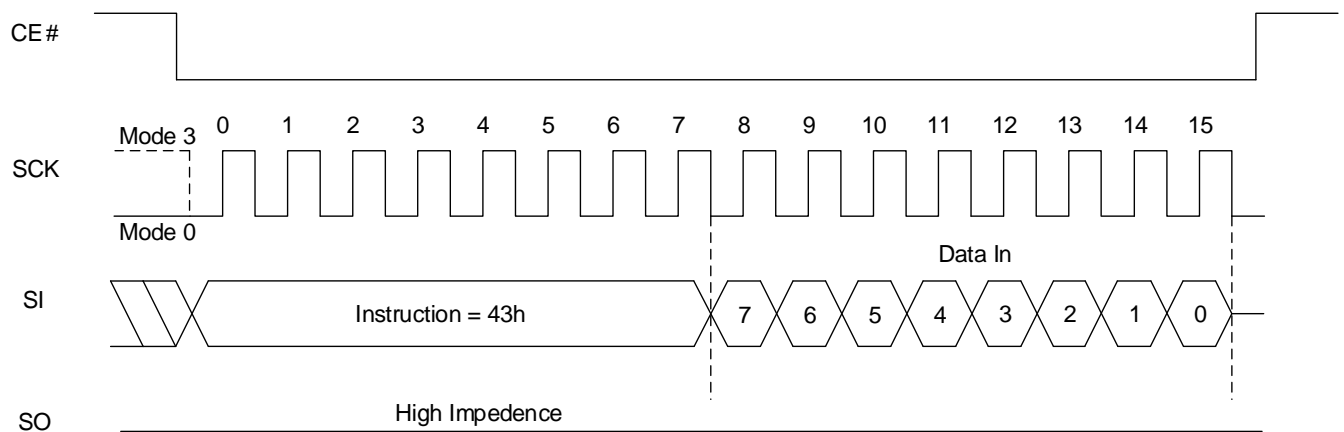 CE#
0 1 2 3 4 5 6 7 8 9 10 11 12 13 14 15
Mode 3
SCK
Mode 0
Data In
SI
Instruction = 43h
7 6 5 4 3 2 1 0
High Impedence
SO